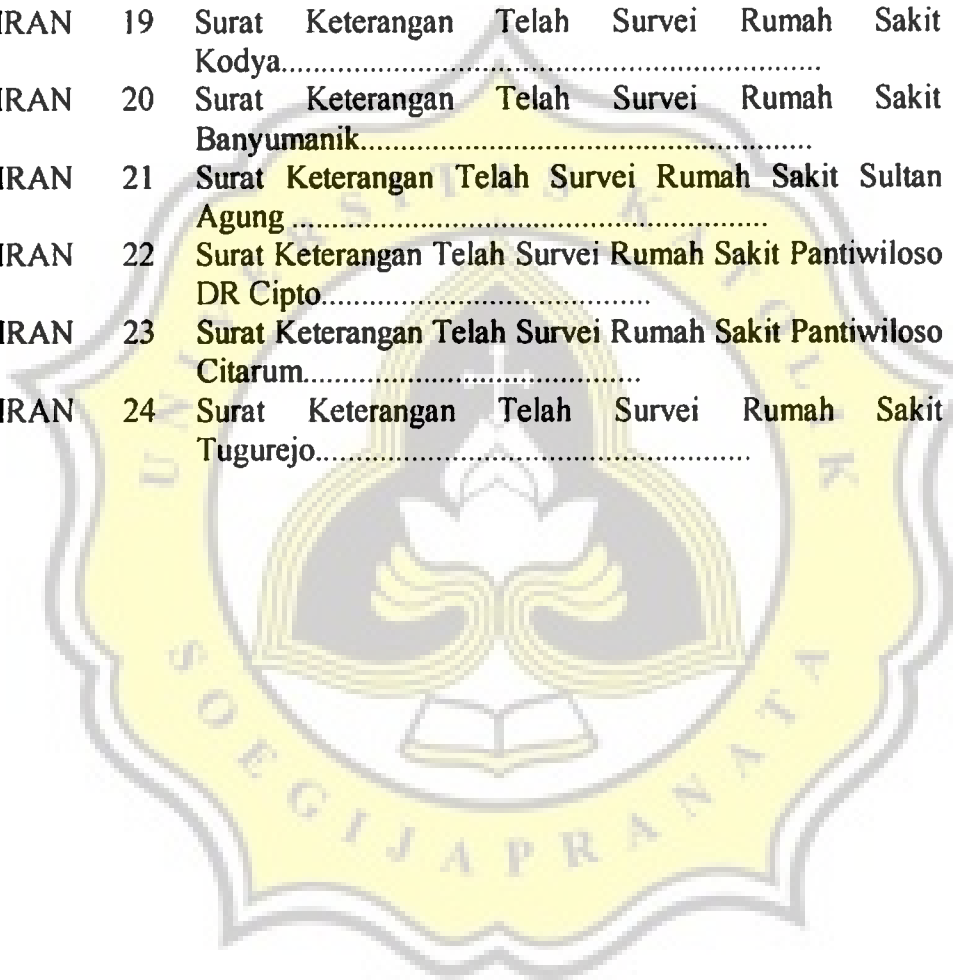 IRAN 19 Surat Keterangan Telah Survei Rumah Sakit
Kodya....................................................................
IRAN 20 Surat Keterangan Telah Survei Rumah Sakit
Banyumanik.........................................................
IRAN 21 Surat Keterangan Telah Survei Rumah Sakit Sultan
Agung ............................................................
IRAN 22 Surat Keterangan Telah Survei Rumah Sakit Pantiwiloso
DR Cipto.........................................
IRAN 23 Surat Keterangan Telah Survei Rumah Sakit Pantiwiloso
Citarum..........................................
IRAN 24 Surat Keterangan Telah Survei Rumah Sakit
Tugurejo.......................................................
UNIVERSITAS KATOLIK
SOEGIJAPRANATA